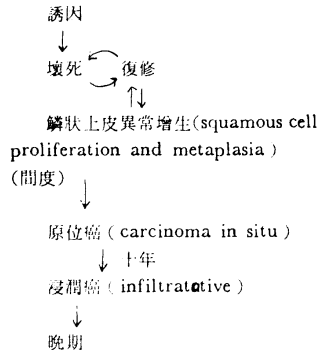 誘因
壞死 復修
鱗狀上皮異常增生(squamous cell
proliferation and metaplasia )
(間度)
原位癌 ( carcinoma in situ )
十年
浸潤癌 ( infiltratative )
晚期